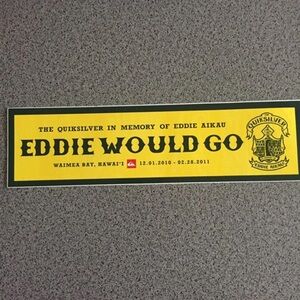 THE QUIKSILVER IN MEMORY OF EDDIE AIKAU
EDDIE WOULD GO
WAIMEA BAY, HAWAI'I 12.01.2010 - 02.28.2011
QUIKSILVER
EDDIE AIKAU